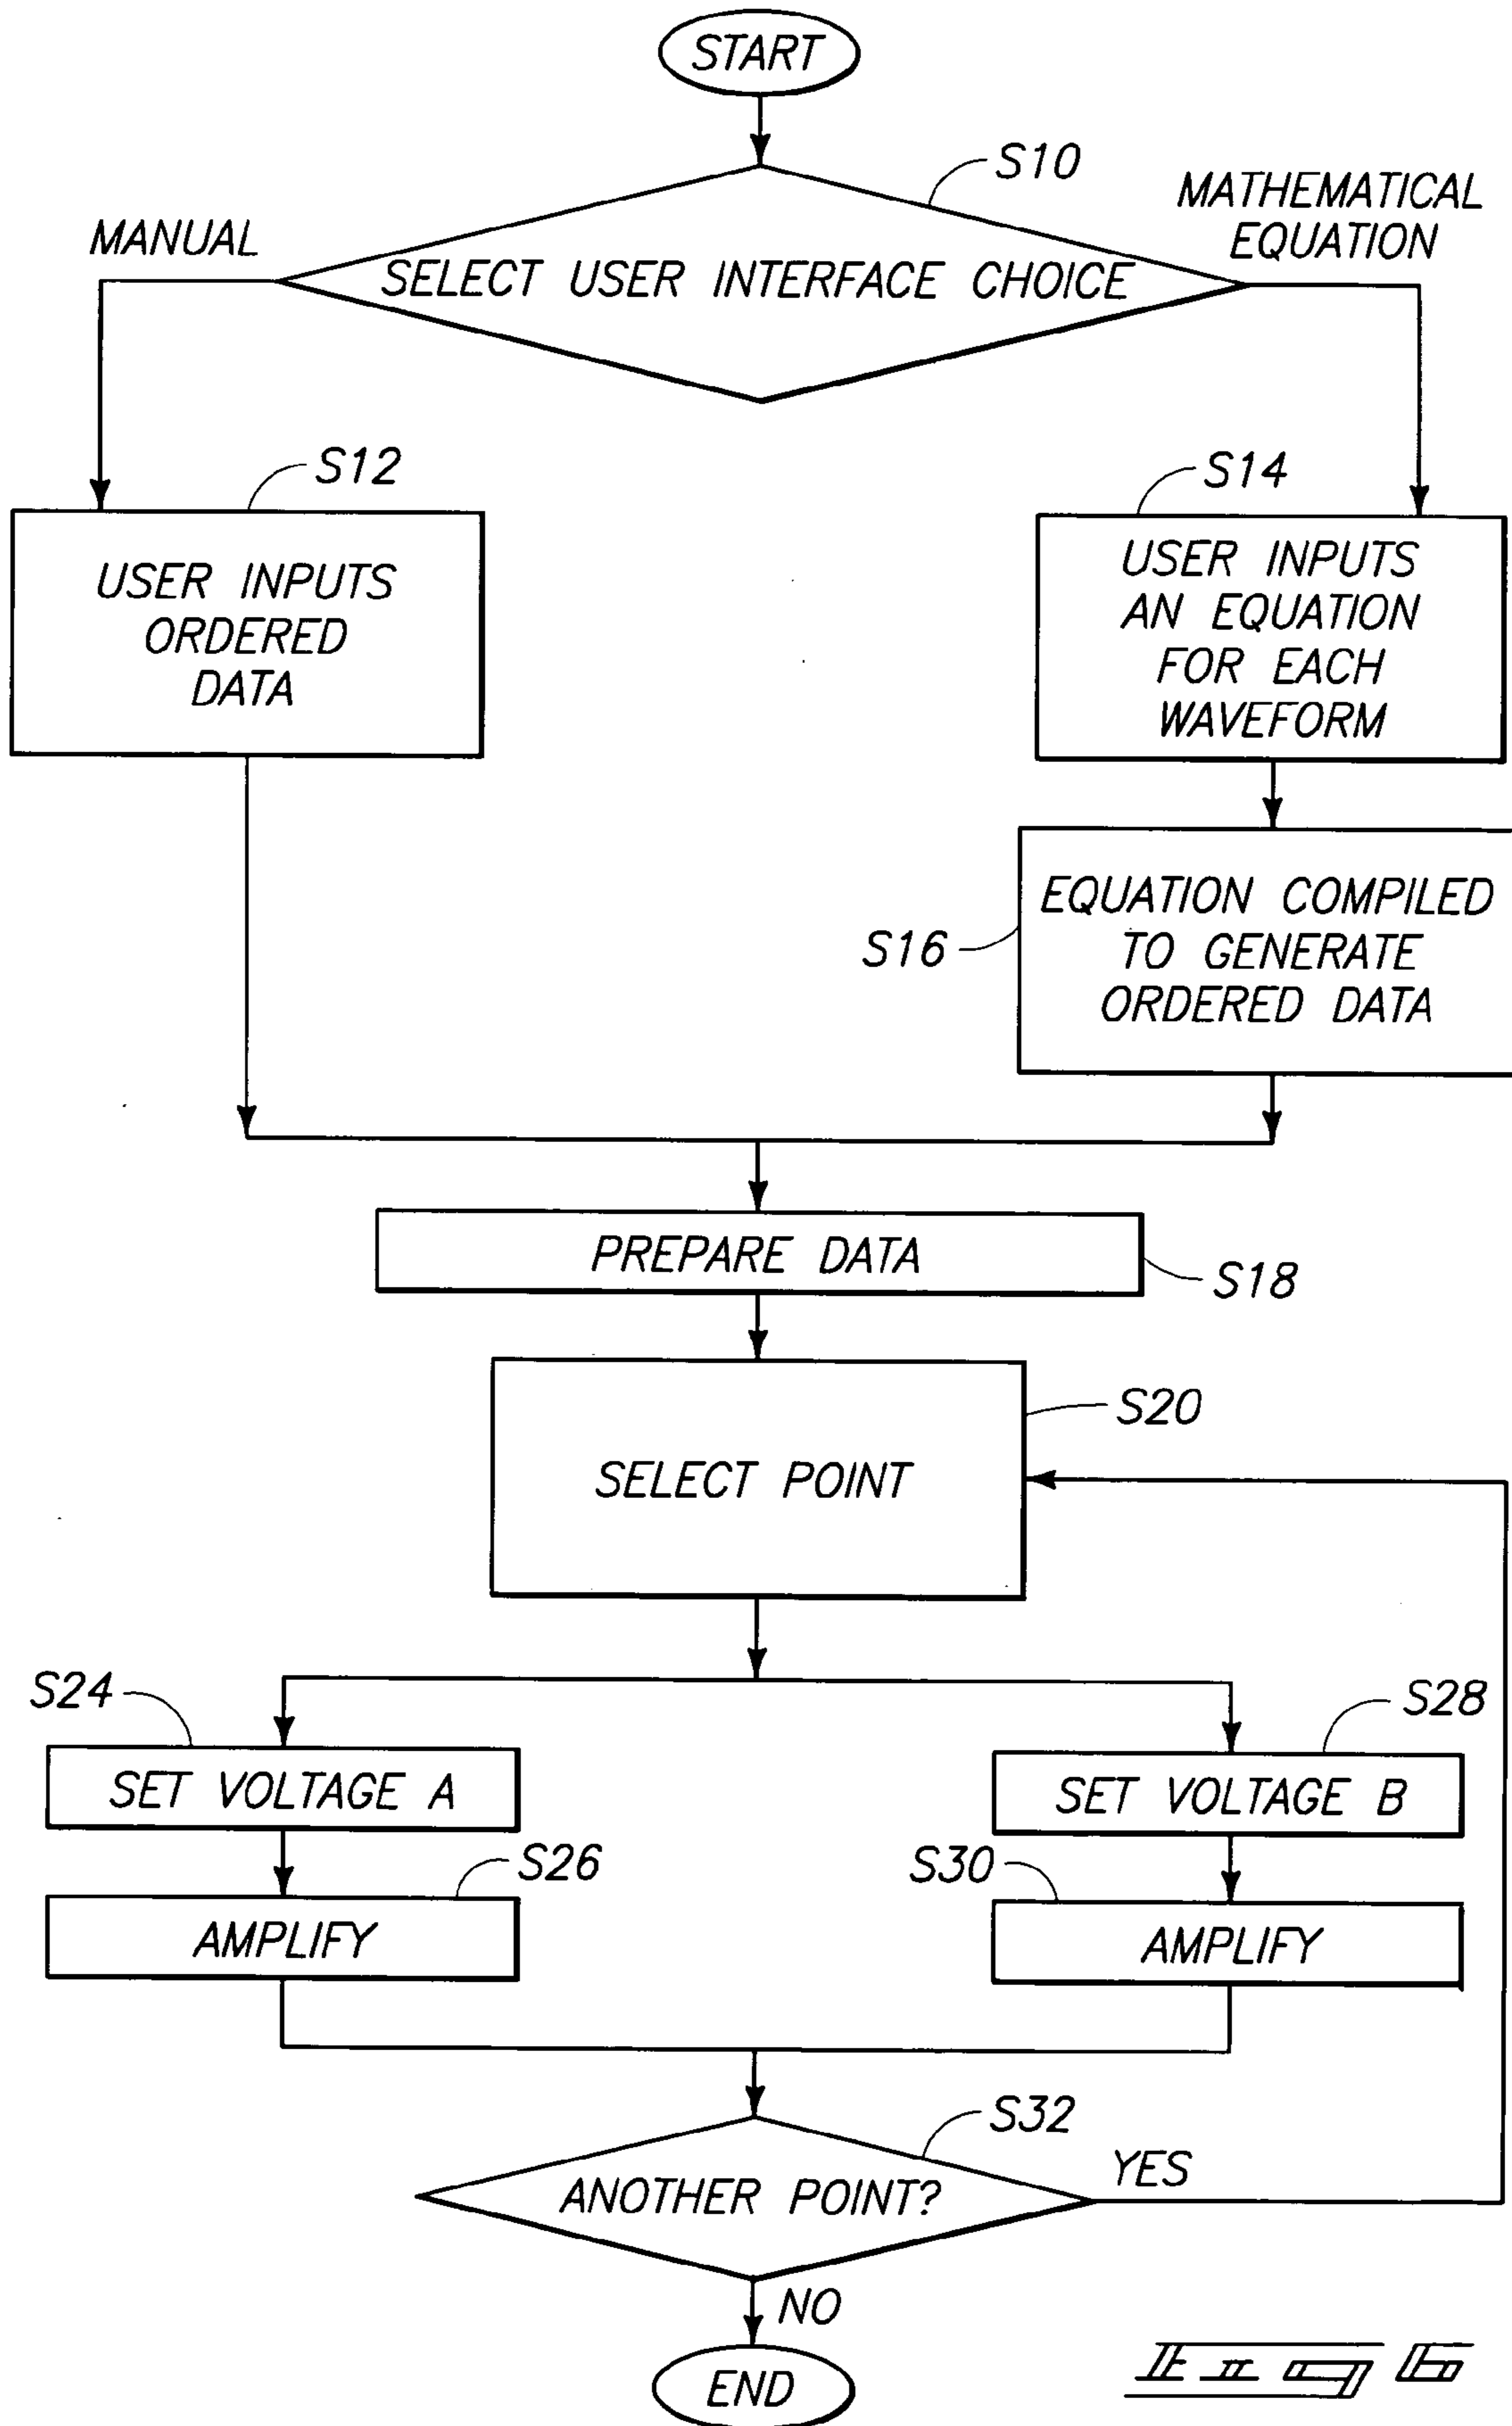 START
S10
MATHEMATICAL
EQUATION
MANUAL
SELECT USER INTERFACE CHOICE
S12
S14
USER INPUTS
ORDERED
DATA
USER INPUTS
AN EQUATION
FOR EACH
WAVEFORM
EQUATION COMPILED
TO GENERATE
ORDERED DATA
S16
PREPARE DATA
S18
S20
SELECT POINT
S24
S28
SET VOLTAGE A
SET VOLTAGE B
S26
S30
AMPLIFY
AMPLIFY
S32
YES
ANOTHER POINT?
NO
END
Fig 6